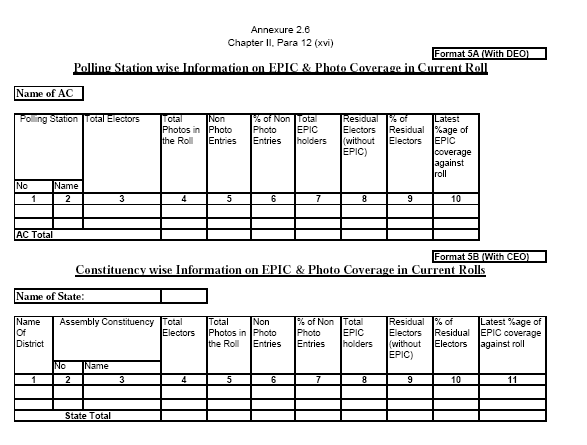 Annexure 2.6
Chapter II, Para 12 (xvi)
Format 5A (With DEO)
Polling Station wise Information on EPIC & Photo Coverage in Current Roll
Name of AC
Polling Station Total Electors Total Non % of Non Total Residual % of Latest
Photos in Photo Photo EPIC Electors Residual %age of
the Roll Entries Entries holders (without Electors EPIC
EPIC) coverage
against
roll
No Name
1 2 3 4 5 6 7 8 9 10
AC Total
Format 5B (With CEO)
Constituency wise Information on EPIC & Photo Coverage in Current Rolls
Name of State:
Name Assembly Constituency Total Total Non % of Non Total Residual % of Latest %age of
Of Electors Photos in Photo Photo EPIC Electors Residual EPIC coverage
District the Roll Entries Entries holders (without Electors against roll
EPIC)
No Name
1 2 3 4 5 6 7 8 9 10 11
State Total